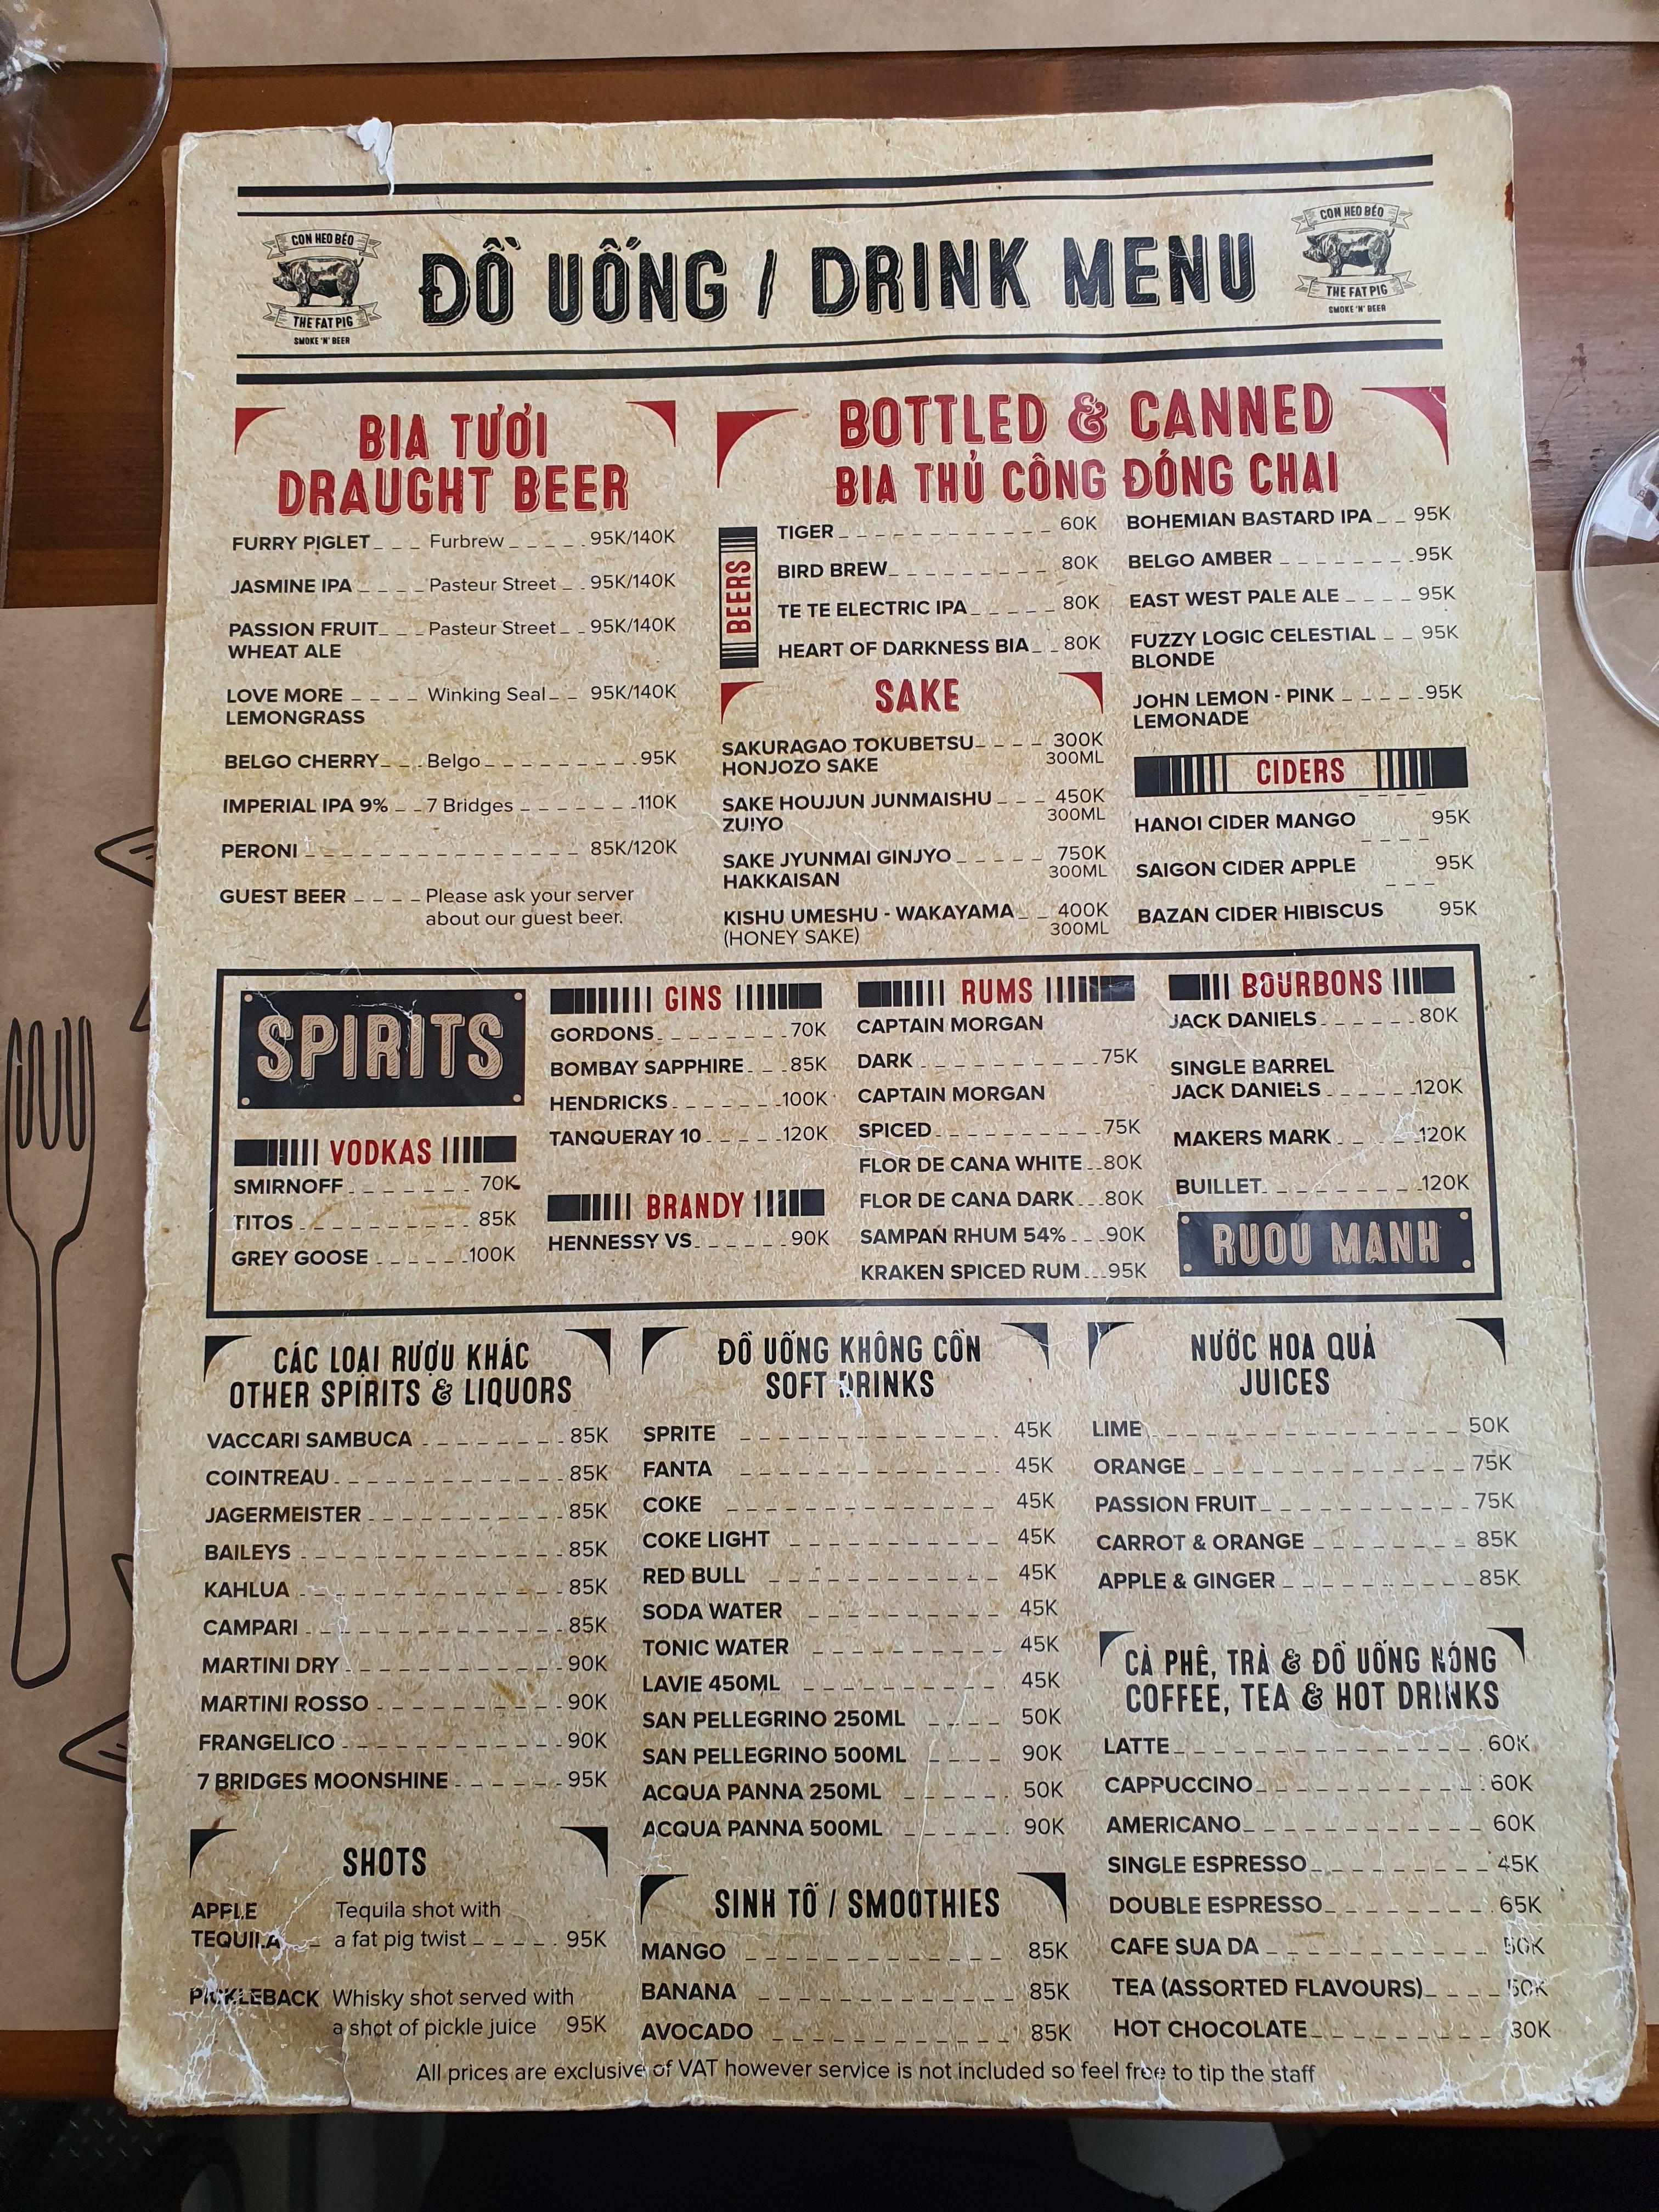 CON HEO BÉO
THE FAT PIG
SMOKE 'N' BEER
ĐỒ UỐNG / DRINK MENU
CON HEO BÉO
THE FAT PIG
SMOKE 'N' BEER
BIA TƯƠI
DRAUGHT BEER
FURRY PIGLET Furbrew 95K/140K
JASMINE IPA Pasteur Street 95K/140K
PASSION FRUIT Pasteur Street 95K/140K
WHEAT ALE
LOVE MORE Winking Seal 95K/140K
LEMONGRASS
BELGO CHERRY Belgo 95K
IMPERIAL IPA 9% 7 Bridges 110K
PERONI 85K/120K
GUEST BEER Please ask your server
about our guest beer.
BOTTLED & CANNED
BIA THỦ CÔNG ĐÓNG CHAI
BEERS
TIGER 60K
BIRD BREW 80K
TE TE ELECTRIC IPA 80K
HEART OF DARKNESS BIA 80K
SAKE
SAKURAGAO TOKUBETSU 300K
HONJOZO SAKE 300ML
SAKE HOUJUN JUNMAISHU 450K
ZUIYO 300ML
SAKE JYUNMAI GINJYO 750K
HAKKAISAN 300ML
KISHU UMESHU - WAKAYAMA 400K
(HONEY SAKE) 300ML
BOHEMIAN BASTARD IPA 95K
BELGO AMBER 95K
EAST WEST PALE ALE 95K
FUZZY LOGIC CELESTIAL 95K
BLONDE
JOHN LEMON - PINK 95K
LEMONADE
CIDERS
HANOI CIDER MANGO 95K
SAIGON CIDER APPLE 95K
BAZAN CIDER HIBISCUS 95K
SPIRITS
VODKAS
SMIRNOFF 70K
TITOS 85K
GREY GOOSE 100K
GINS
GORDONS 70K
BOMBAY SAPPHIRE 85K
HENDRICKS 100K
TANQUERAY 10 120K
BRANDY
HENNESSY VS 90K
RUMS
CAPTAIN MORGAN
DARK 75K
CAPTAIN MORGAN
SPICED 75K
FLOR DE CANA WHITE 80K
FLOR DE CANA DARK 80K
SAMPAN RHUM 54% 90K
KRAKEN SPICED RUM 95K
BOURBONS
JACK DANIELS 80K
SINGLE BARREL
JACK DANIELS 120K
MAKERS MARK 120K
BUILLET 120K
RUOU MANH
CÁC LOẠI RƯỢU KHÁC
OTHER SPIRITS & LIQUORS
VACCARI SAMBUCA 85K
COINTREAU 85K
JAGERMEISTER 85K
BAILEYS 85K
KAHLUA 85K
CAMPARI 85K
MARTINI DRY 90K
MARTINI ROSSO 90K
FRANGELICO 90K
7 BRIDGES MOONSHINE 95K
SHOTS
APPLE Tequila shot with
TEQUILA a fat pig twist 95K
PICKLEBACK Whisky shot served with
a shot of pickle juice 95K
ĐỒ UỐNG KHÔNG CỒN
SOFT DRINKS
SPRITE 45K
FANTA 45K
COKE 45K
COKE LIGHT 45K
RED BULL 45K
SODA WATER 45K
TONIC WATER 45K
LAVIE 450ML 45K
SAN PELLEGRINO 250ML 50K
SAN PELLEGRINO 500ML 90K
ACQUA PANNA 250ML 50K
ACQUA PANNA 500ML 90K
SINH TỐ / SMOOTHIES
MANGO 85K
BANANA 85K
AVOCADO 85K
NƯỚC HOA QUẢ
JUICES
LIME 50K
ORANGE 75K
PASSION FRUIT 75K
CARROT & ORANGE 85K
APPLE & GINGER 85K
CÀ PHÊ, TRÀ & ĐỒ UỐNG NÓNG
COFFEE, TEA & HOT DRINKS
LATTE 60K
CAPPUCCINO 60K
AMERICANO 60K
SINGLE ESPRESSO 45K
DOUBLE ESPRESSO 65K
CAFE SUA DA 50K
TEA (ASSORTED FLAVOURS) 50K
HOT CHOCOLATE
All prices are exclusive of VAT however service is not included so feel free to tip the staff